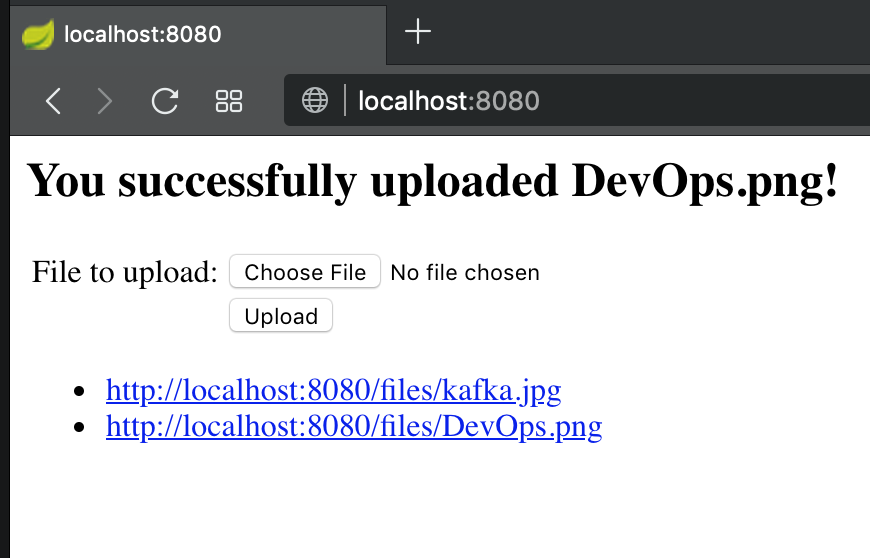 localhost:8080
localhost:8080
You successfully uploaded DevOps.png!
File to upload: Choose File No file chosen
Upload
http://localhost:8080/files/kafka.jpg
http://localhost:8080/files/DevOps.png